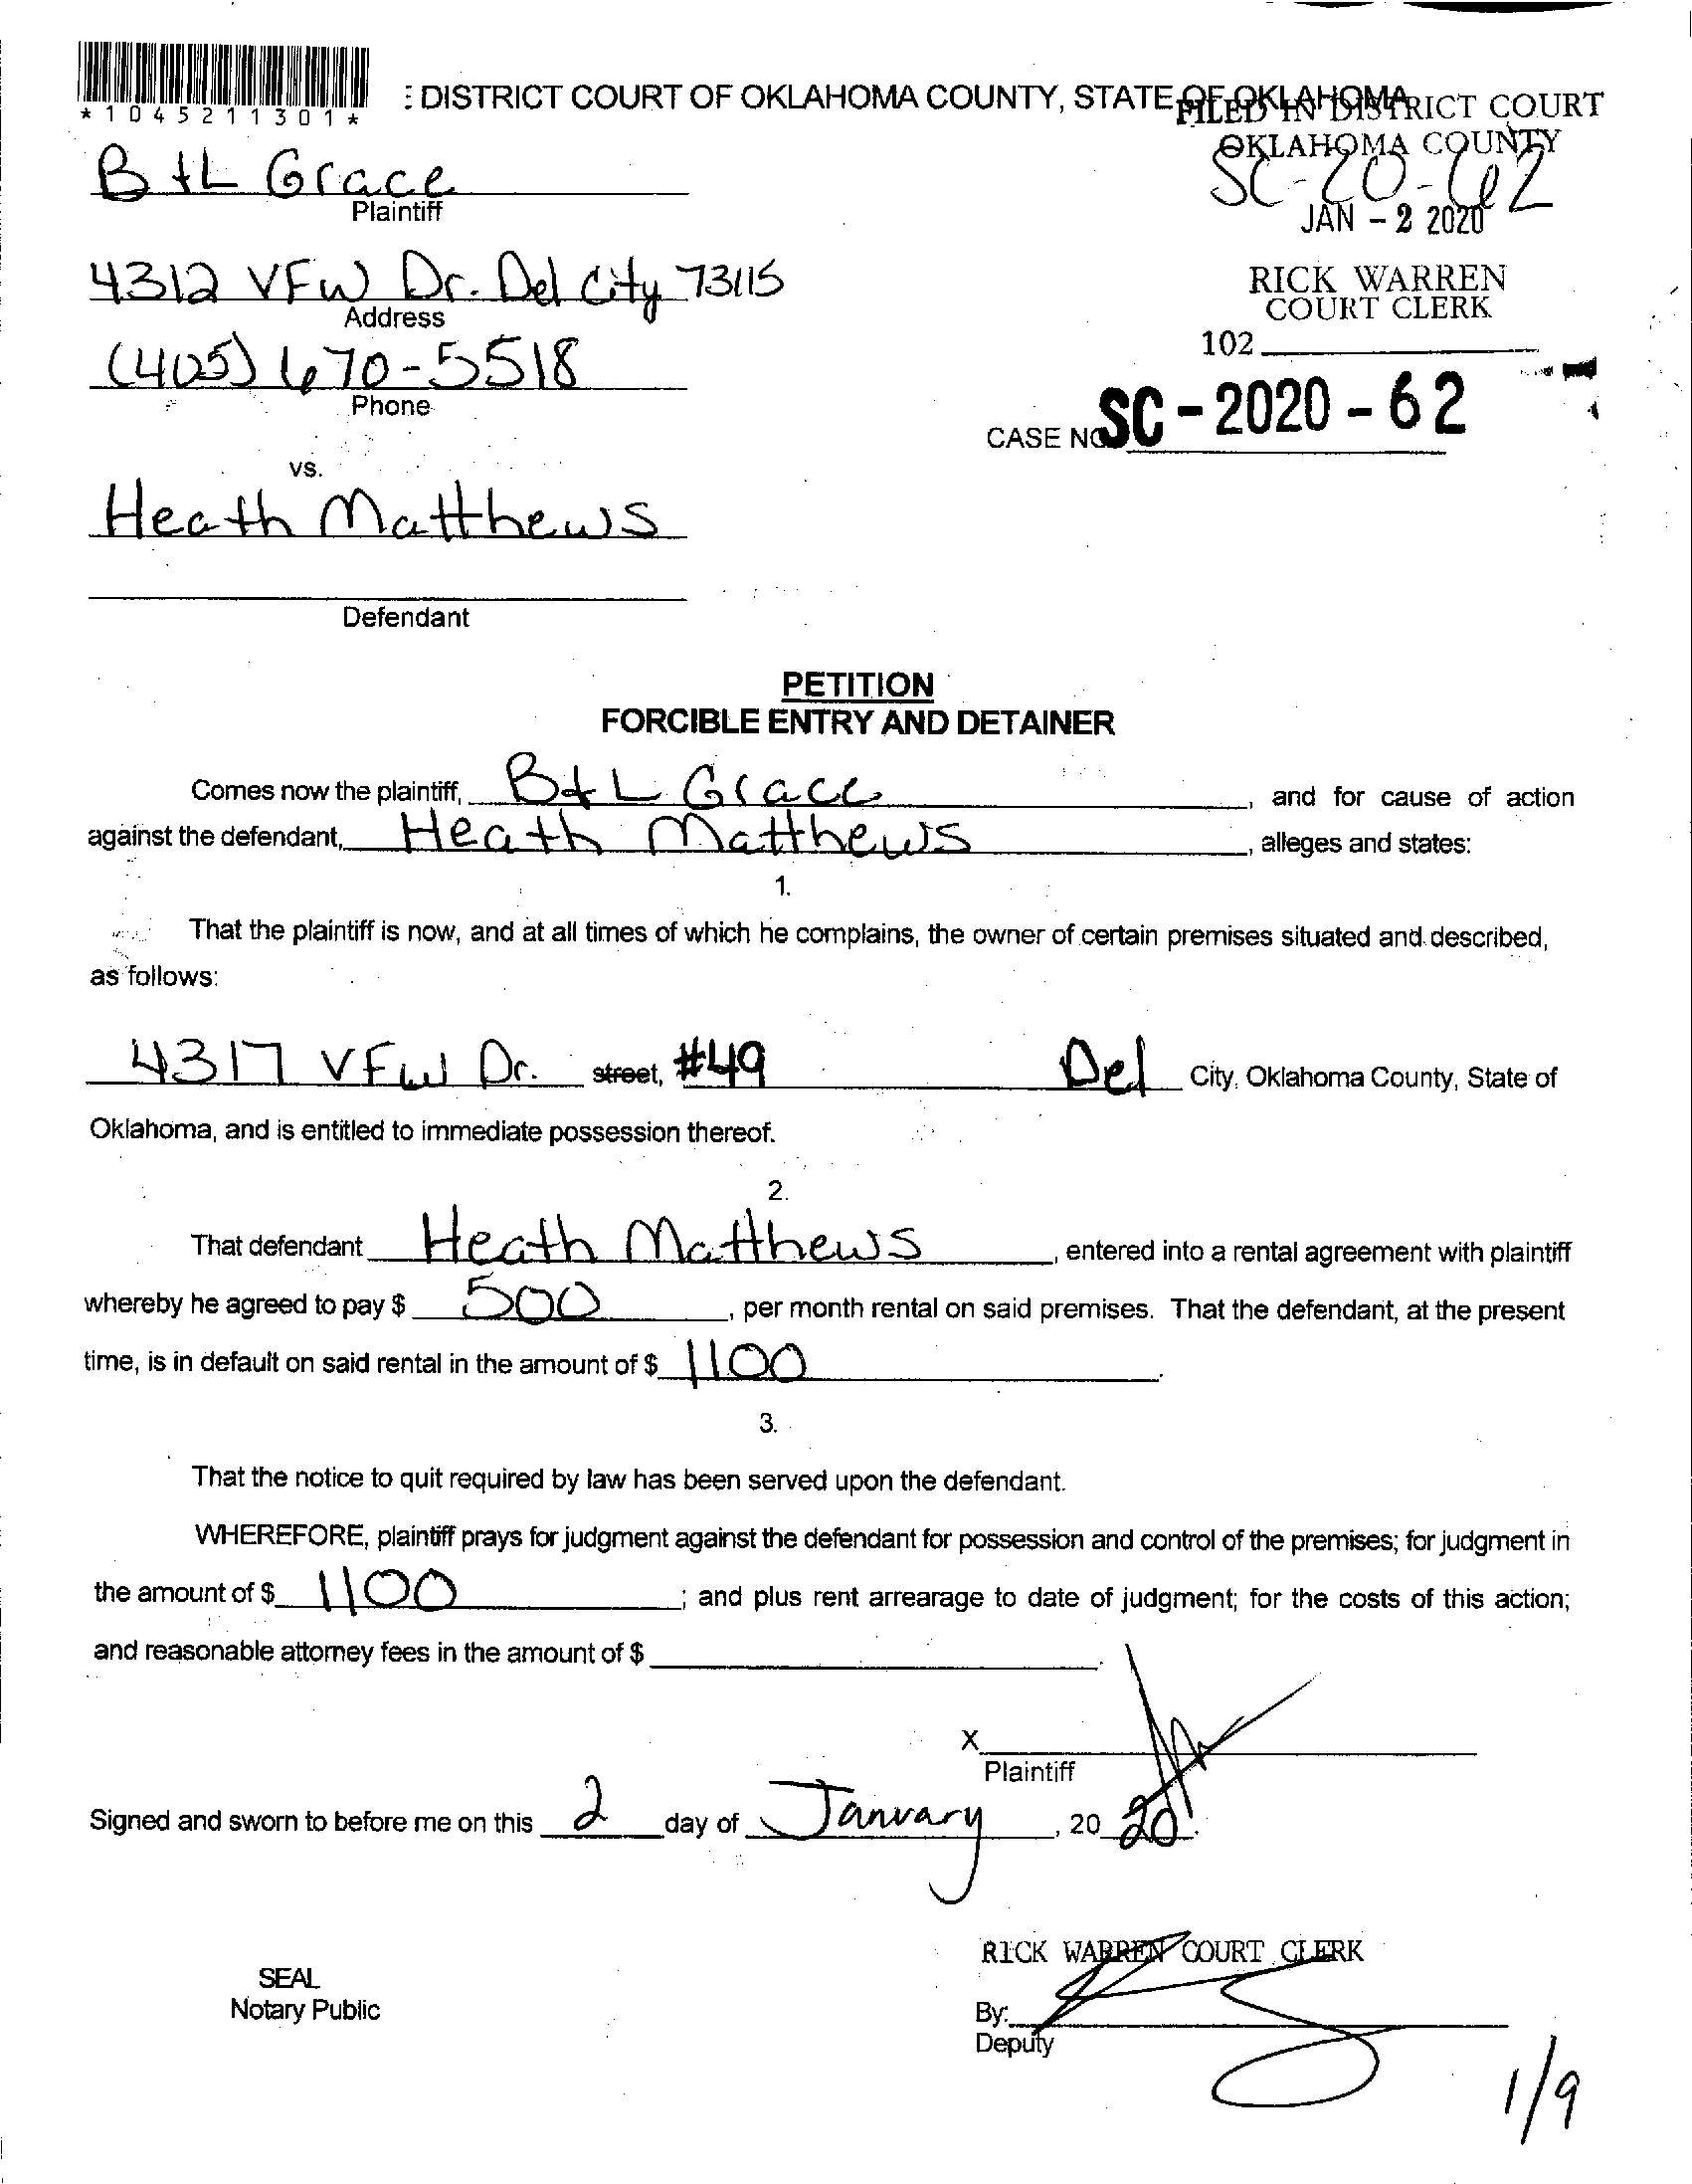 *1045211301*
: DISTRICT COURT OF OKLAHOMA COUNTY, STATE OF OKLAHOMA
FILED IN DISTRICT COURT
OKLAHOMA COUNTY
SC-20-62
JAN - 2 2020
RICK WARREN
COURT CLERK
102
B+L Grace
Plaintiff
4312 VFW Dr. Del City 73115
Address
(405) 670-5518
Phone
CASE NO SC - 2020 - 62
vs.
Heath Matthews
Defendant
PETITION
FORCIBLE ENTRY AND DETAINER
Comes now the plaintiff, B+L Grace, and for cause of action
against the defendant, Heath Matthews, alleges and states:
1.
That the plaintiff is now, and at all times of which he complains, the owner of certain premises situated and described,
as follows:
4317 VFW Dr. street, #49 Del City, Oklahoma County, State of
Oklahoma, and is entitled to immediate possession thereof.
2.
That defendant Heath Matthews, entered into a rental agreement with plaintiff
whereby he agreed to pay $ 500, per month rental on said premises. That the defendant, at the present
time, is in default on said rental in the amount of $ 1100.
3.
That the notice to quit required by law has been served upon the defendant.
WHEREFORE, plaintiff prays for judgment against the defendant for possession and control of the premises; for judgment in
the amount of $ 1100; and plus rent arrearage to date of judgment; for the costs of this action;
and reasonable attorney fees in the amount of $
X
Plaintiff
Signed and sworn to before me on this 2 day of January, 20 20.
RICK WARREN COURT CLERK
SEAL
Notary Public
By:
Deputy
1/9